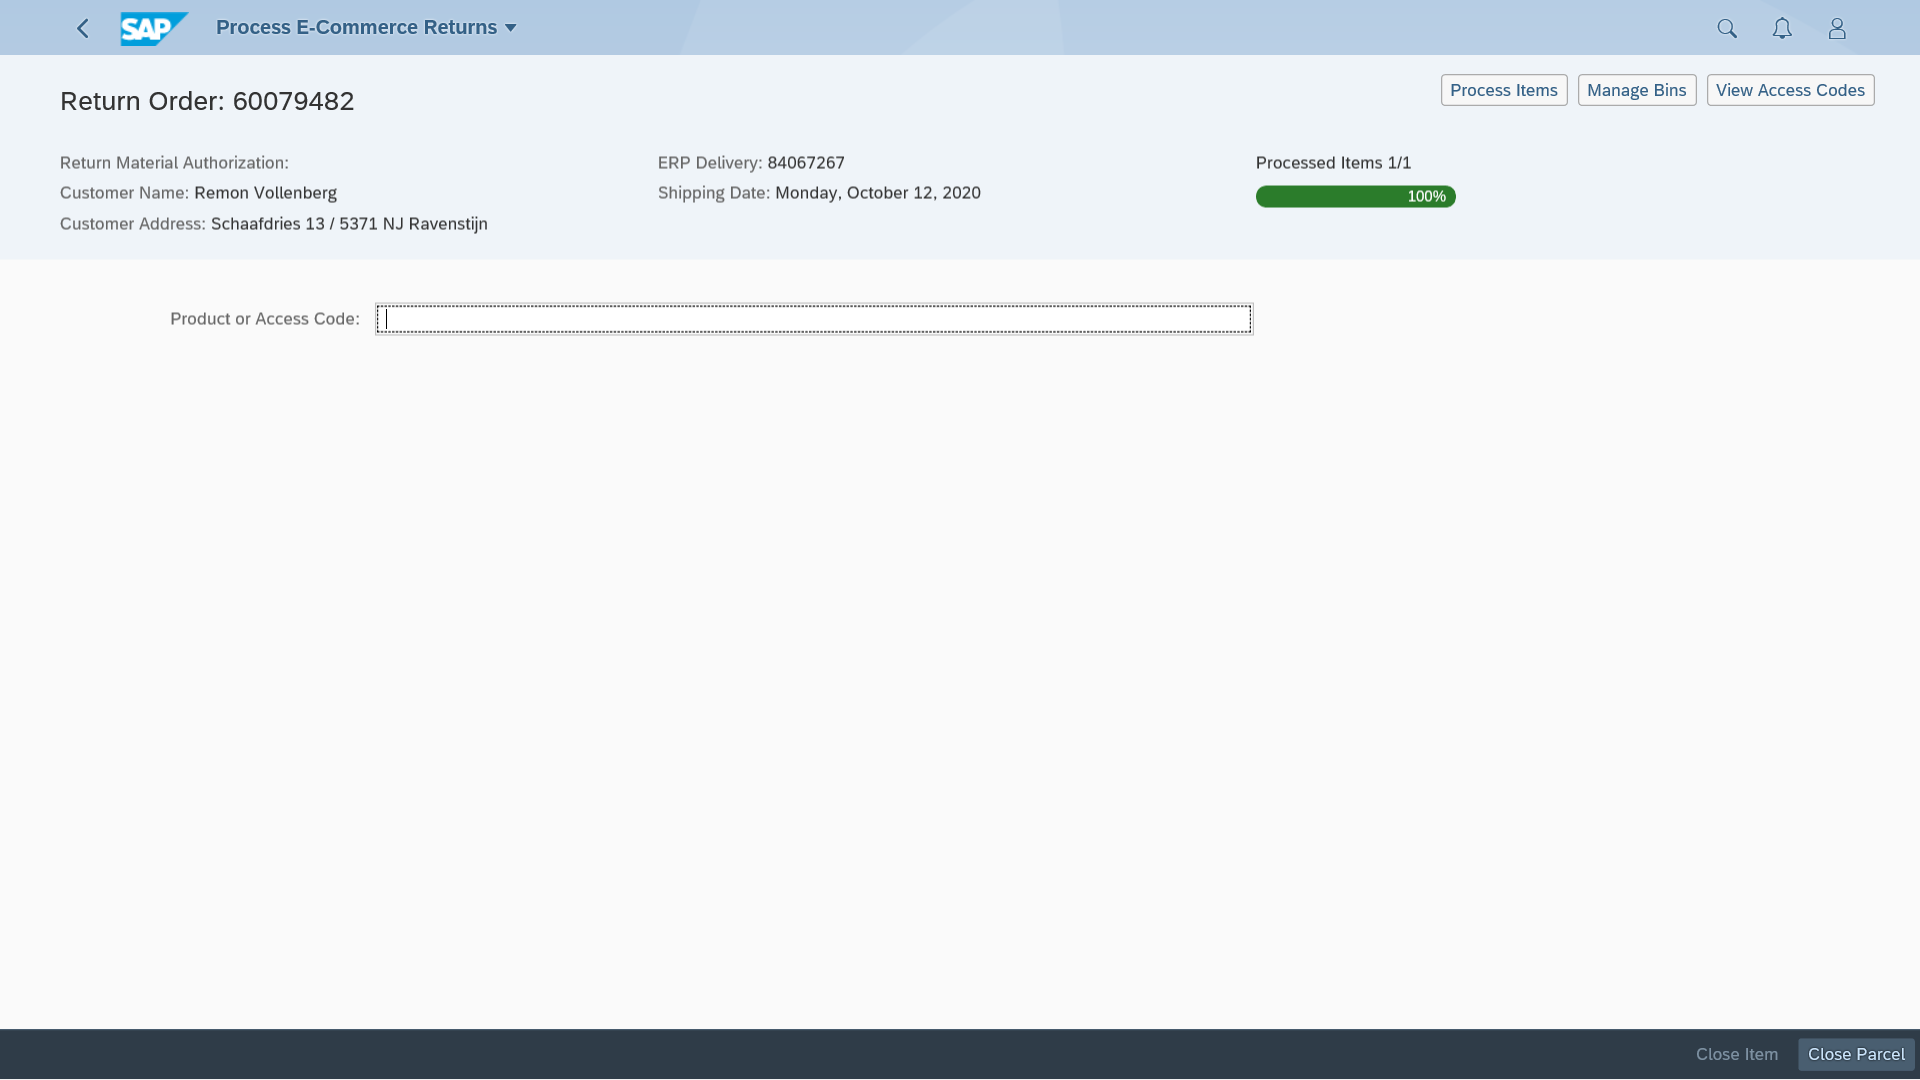 SAP Process E-Commerce Returns
Return Order: 60079482
Process Items Manage Bins View Access Codes
Return Material Authorization:
Customer Name: Remon Vollenberg
Customer Address: Schaafdries 13 / 5371 NJ Ravenstijn
ERP Delivery: 84067267
Shipping Date: Monday, October 12, 2020
Processed Items 1/1
100%
Product or Access Code:
Close Item Close Parcel